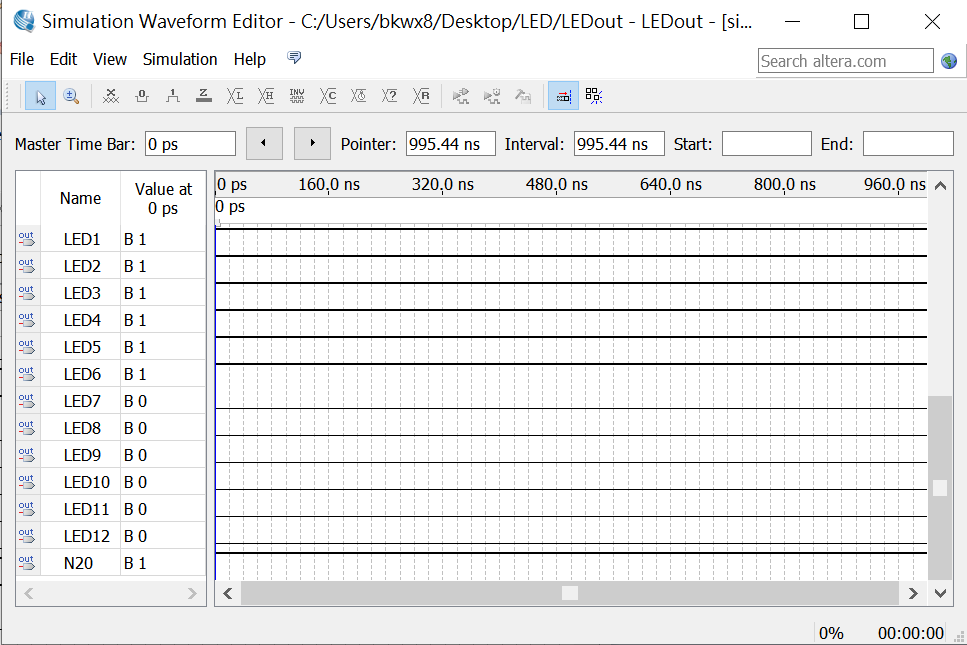 Simulation Waveform Editor - C:/Users/bkwx8/Desktop/LED/LEDout - LEDout - [si...
File Edit View Simulation Help Search altera.com
Master Time Bar: 0 ps Pointer: 995.44 ns Interval: 995.44 ns Start: End:
Name Value at 0 ps
0 ps 160.0 ns 320.0 ns 480.0 ns 640.0 ns 800.0 ns 960.0 ns
0 ps
out LED1 B 1
out LED2 B 1
out LED3 B 1
out LED4 B 1
out LED5 B 1
out LED6 B 1
out LED7 B 0
out LED8 B 0
out LED9 B 0
out LED10 B 0
out LED11 B 0
out LED12 B 0
out N20 B 1
0% 00:00:00